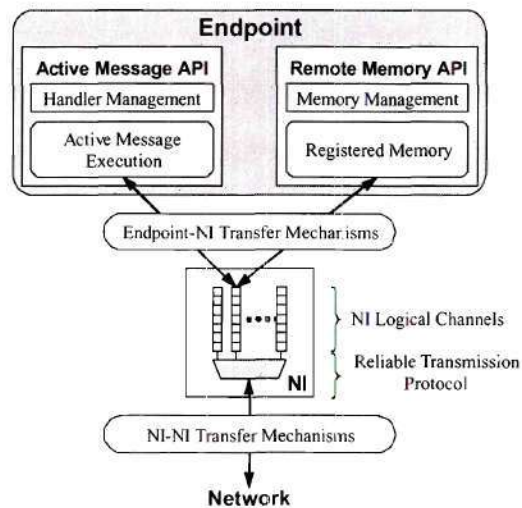 Endpoint
Active Message API
Remote Memory API
Handler Management
Memory Management
Active Message
Execution
Registered Memory
Endpoint-NI Transfer Mechanisms
NI Logical Channels
Reliable Transmission
Protocol
NI
NI-NI Transfer Mechanisms
Network